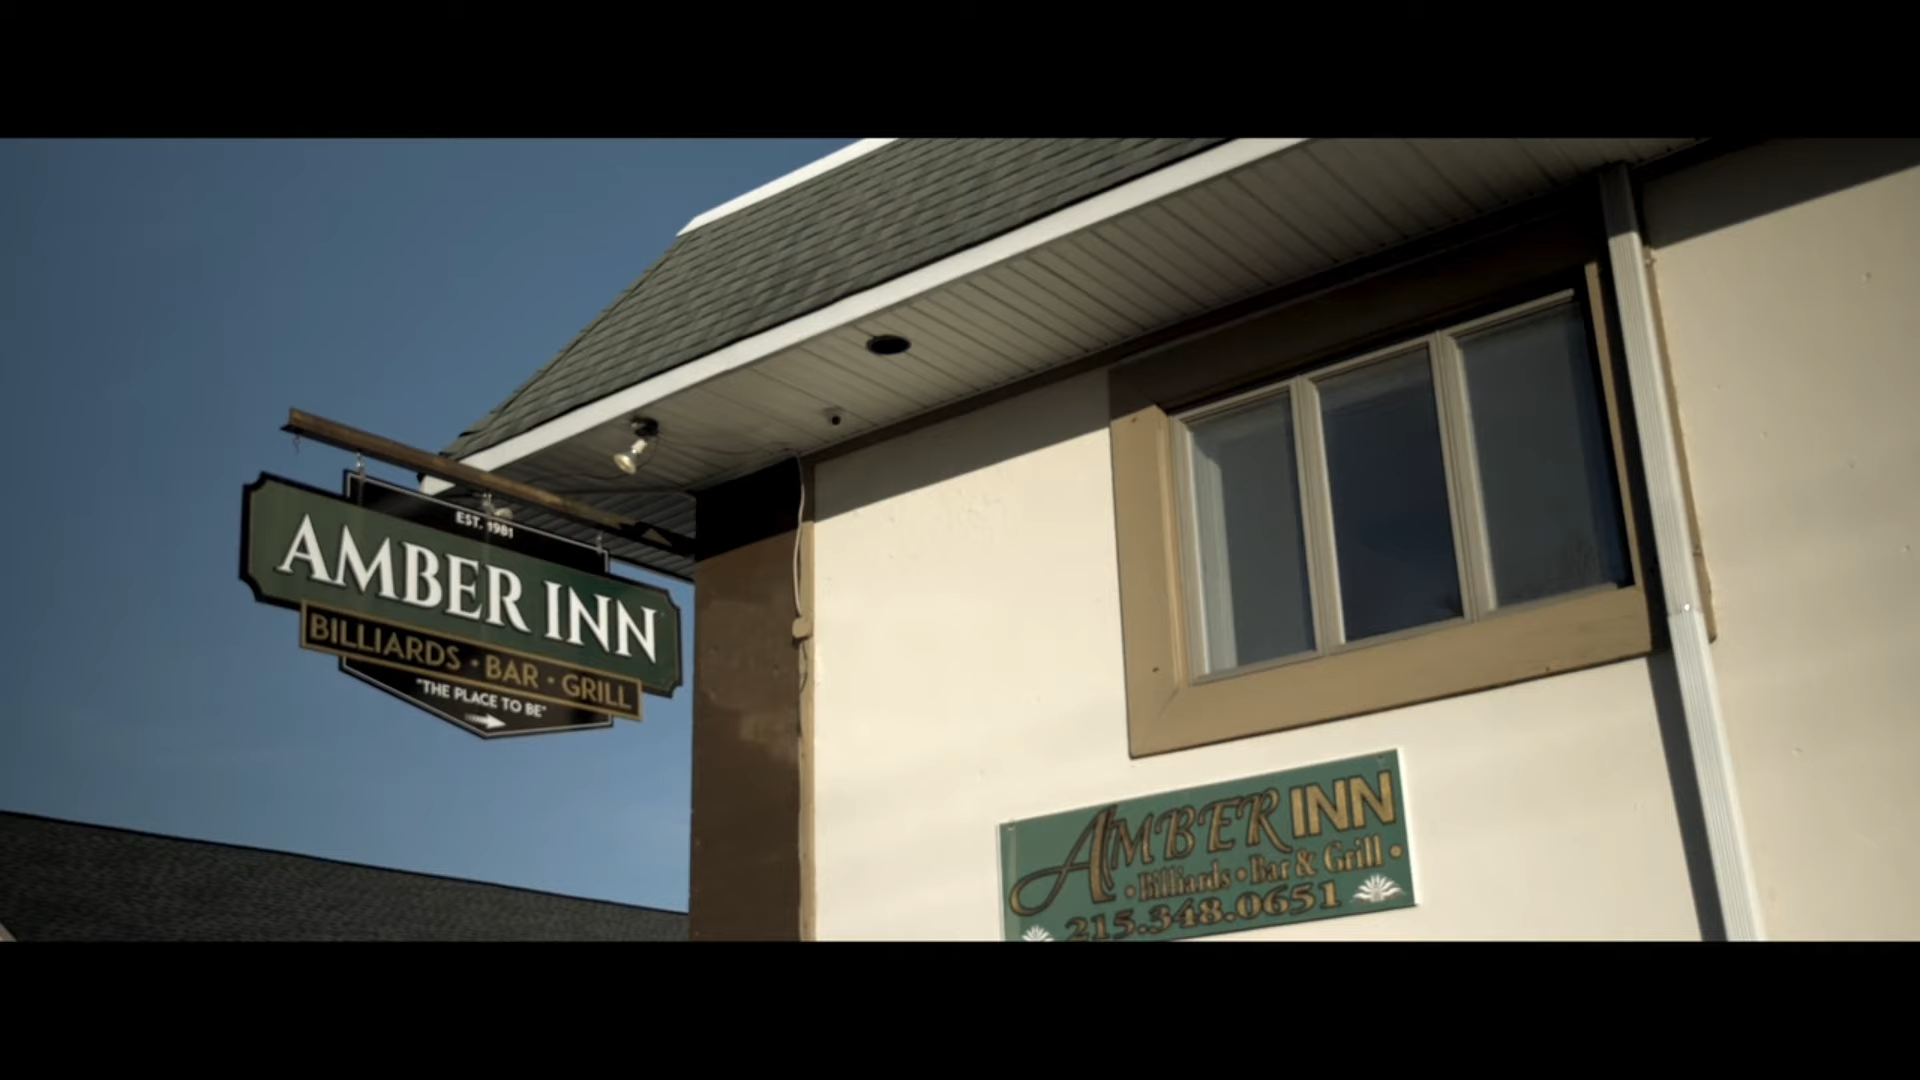 EST. 1981
AMBER INN
BILLIARDS · BAR · GRILL
"THE PLACE TO BE"
AMBER INN
· Billiards · Bar & Grill ·
215.348.0651